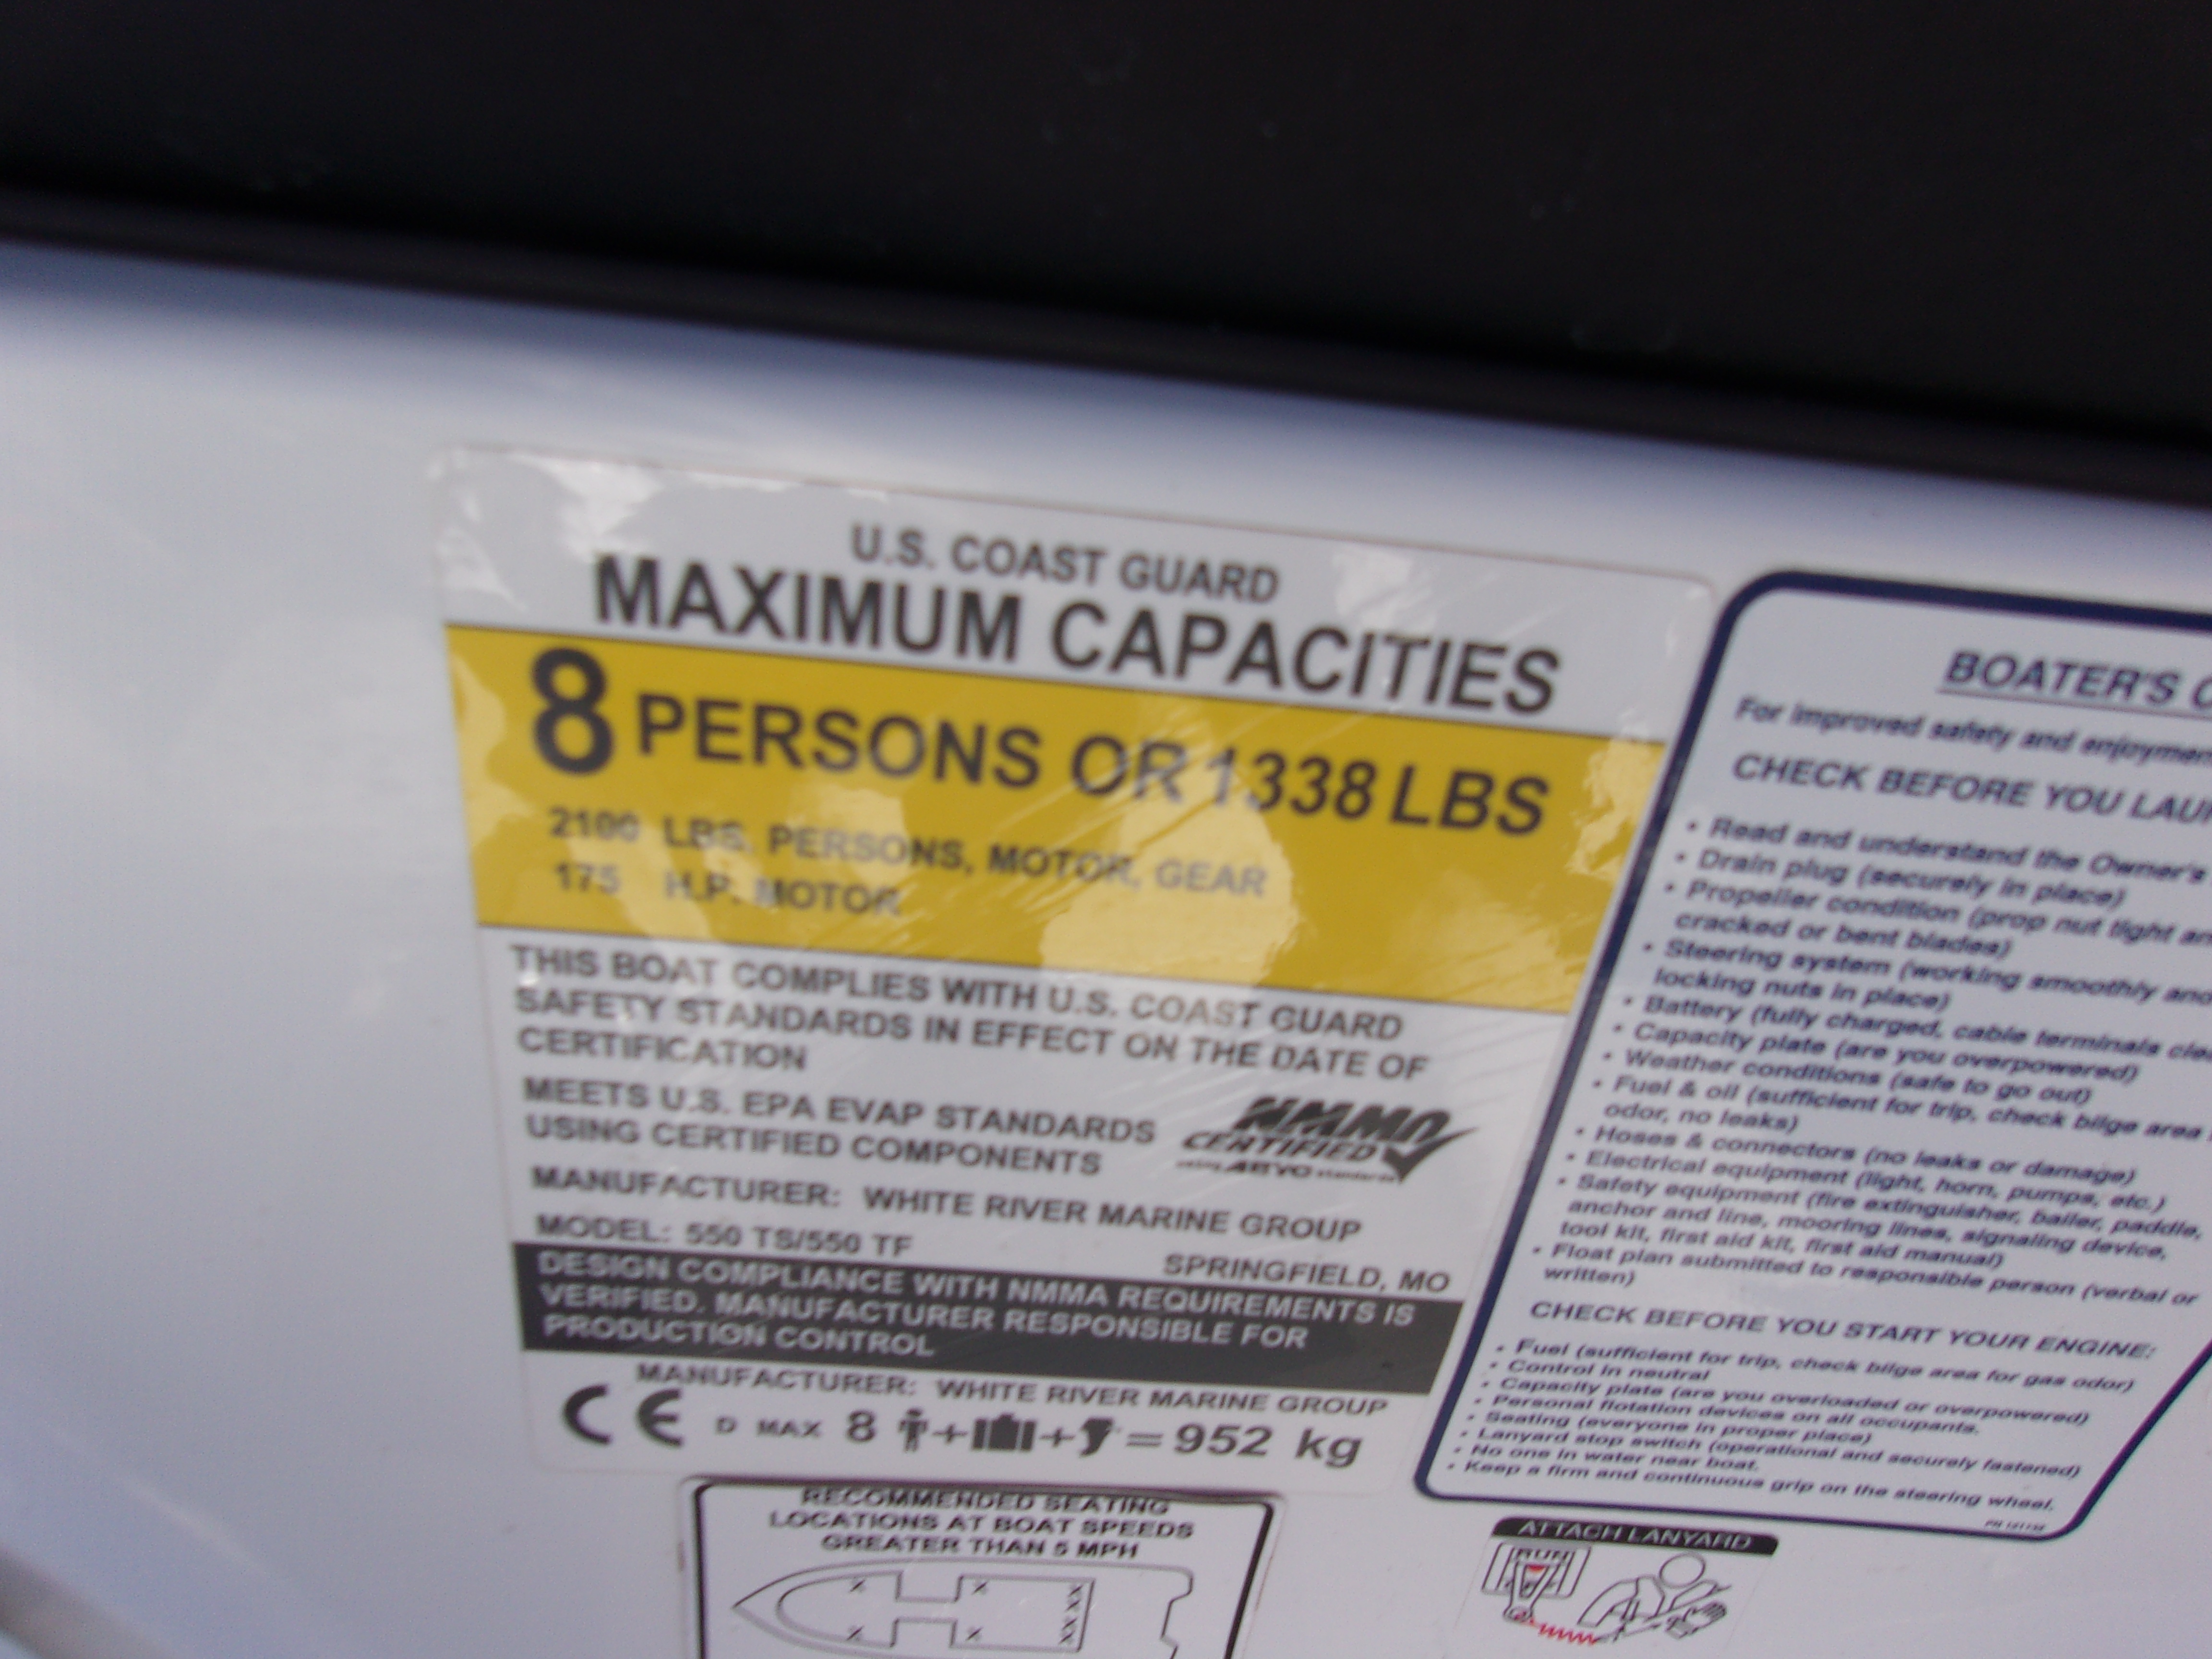 U.S. COAST GUARD
MAXIMUM CAPACITIES
8 PERSONS OR 1338 LBS
2100 LBS. PERSONS, MOTOR, GEAR
175 H.P. MOTOR
THIS BOAT COMPLIES WITH U.S. COAST GUARD
SAFETY STANDARDS IN EFFECT ON THE DATE OF
CERTIFICATION
MEETS U.S. EPA EVAP STANDARDS
USING CERTIFIED COMPONENTS
NMMA
CERTIFIED
ABYC
MANUFACTURER: WHITE RIVER MARINE GROUP
MODEL: 550 TS/550 TF
SPRINGFIELD, MO
DESIGN COMPLIANCE WITH NMMA REQUIREMENTS IS
VERIFIED. MANUFACTURER RESPONSIBLE FOR
PRODUCTION CONTROL
MANUFACTURER: WHITE RIVER MARINE GROUP
CE D MAX 8 + + = 952 kg
RECOMMENDED SEATING
LOCATIONS AT BOAT SPEEDS
GREATER THAN 5 MPH
X X XX
X X XX
BOATER'S
For improved safety and
CHECK BEFORE YOU
• Read and understand the Owner's
• Drain plug (securely in place)
• Propeller condition (prop nut tight
cracked or bent blades)
• Steering system (working smoothly and
locking nuts in place)
• Battery (fully charged, cable terminals
• Capacity plate (are you overpowered)
• Weather conditions (safe to go out)
• Fuel & oil (sufficient for trip, check bilge area
odor, no leaks)
• Hoses & connectors (no leaks or damage)
• Electrical equipment (light, horn, pumps, etc.)
• Safety equipment (fire extinguisher, bailer, paddle,
anchor and line, mooring lines, signaling device,
tool kit, first aid kit, first aid manual)
• Float plan submitted to responsible person (verbal or
written)
CHECK BEFORE YOU START YOUR ENGINE:
• Fuel (sufficient for trip, check bilge area for gas odor)
• Control in neutral
• Capacity plate (are you overloaded or overpowered)
• Personal flotation devices on all occupants.
• Seating (everyone in proper place)
• Lanyard stop switch (operational and securely fastened)
• No one in water near boat.
• Keep a firm and continuous grip on the steering wheel.
ATTACH LANYARD
RUN